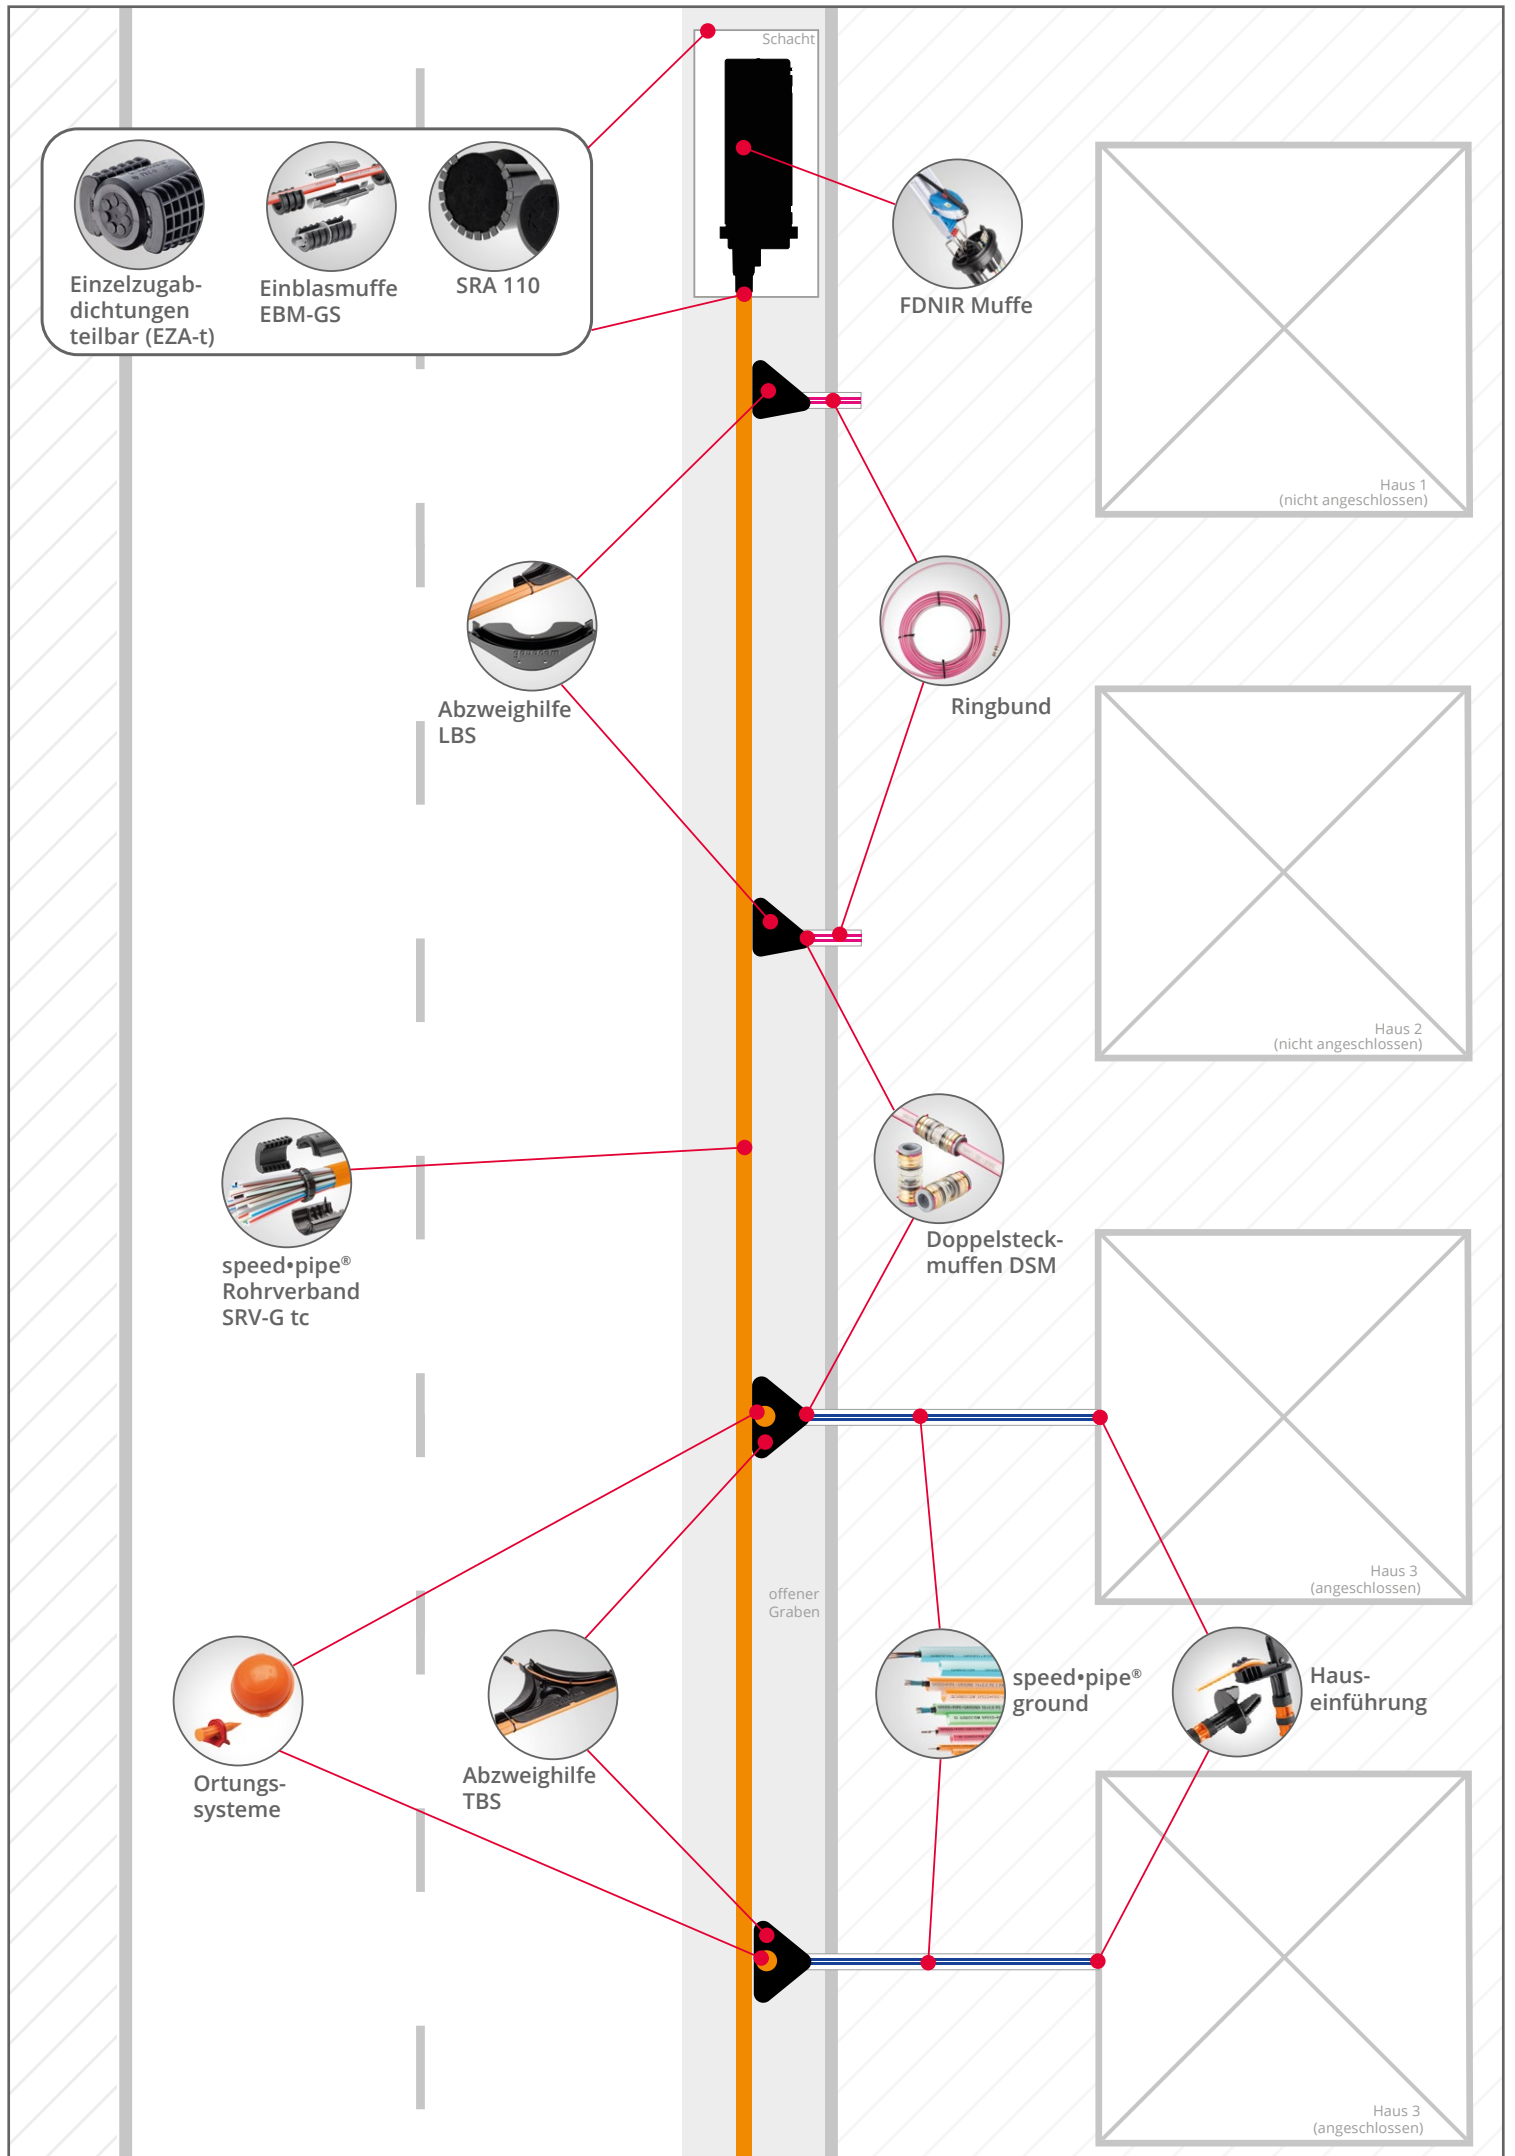 Schacht
Einzelzugab-
dichtungen
teilbar (EZA-t)
Einblasmuffe
EBM-GS
SRA 110
FDNIR Muffe
Haus 1
(nicht angeschlossen)
Abzweighilfe
LBS
Ringbund
Haus 2
(nicht angeschlossen)
speed•pipe®
Rohrverband
SRV-G tc
Doppelsteck-
muffen DSM
offener
Graben
Haus 3
(angeschlossen)
Ortungs-
systeme
Abzweighilfe
TBS
speed•pipe®
ground
Haus-
einführung
Haus 3
(angeschlossen)